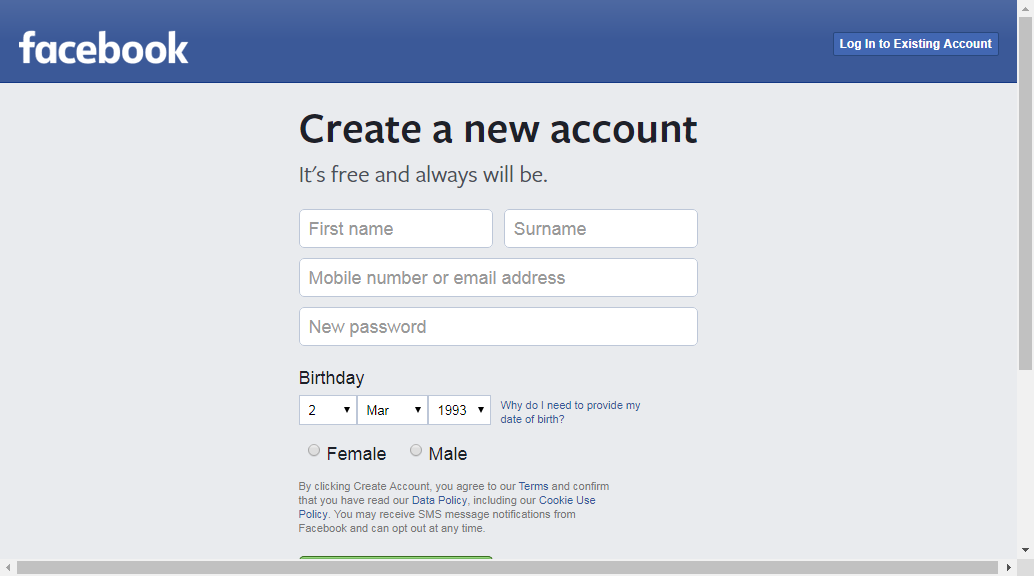 facebook
Log In to Existing Account
Create a new account
It's free and always will be.
First name
Surname
Mobile number or email address
New password
Birthday
2
Mar
1993
Why do I need to provide my
date of birth?
Female
Male
By clicking Create Account, you agree to our Terms and confirm
that you have read our Data Policy, including our Cookie Use
Policy. You may receive SMS message notifications from
Facebook and can opt out at any time.